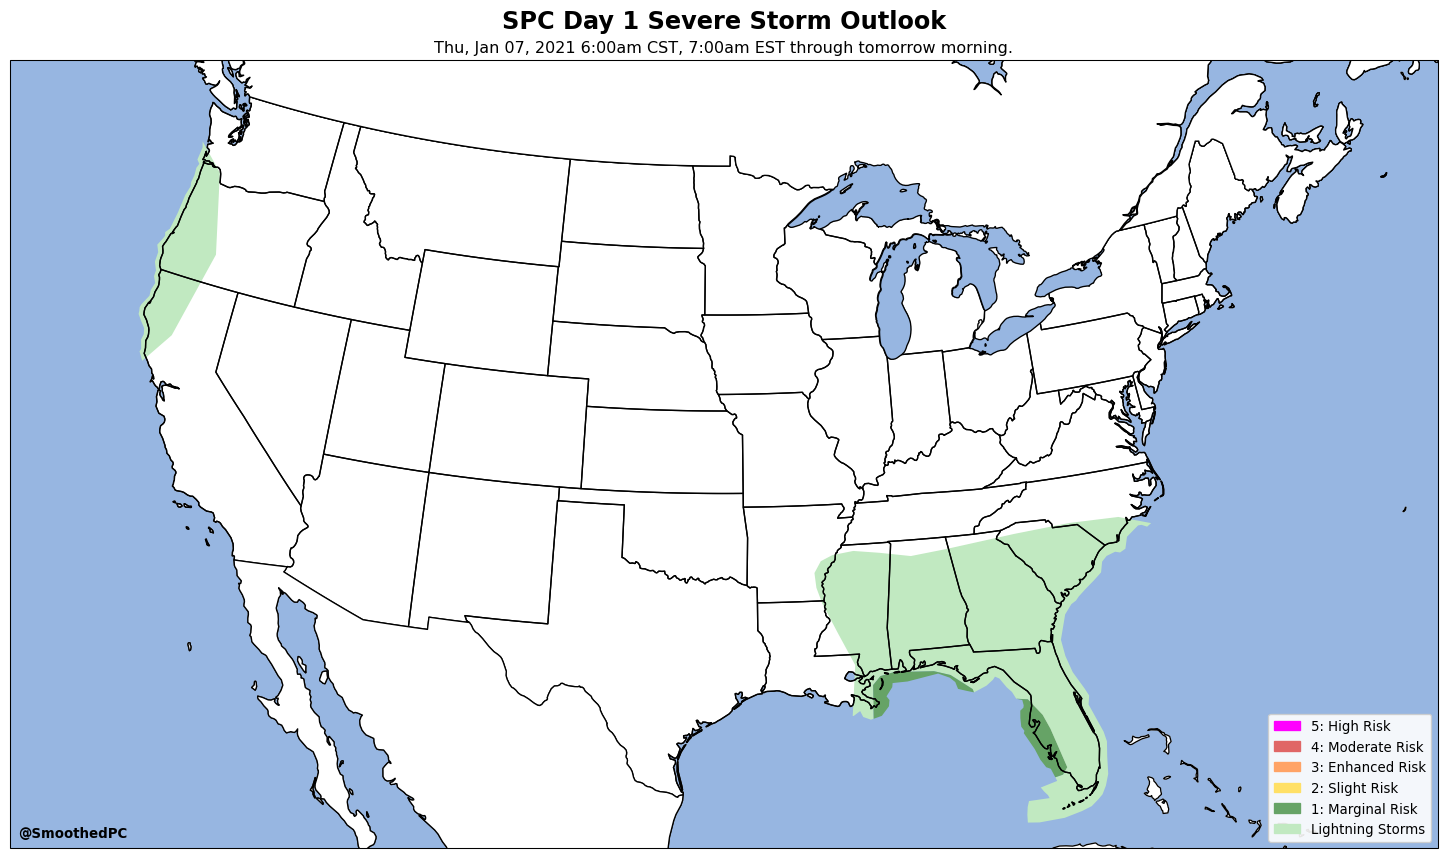 SPC Day 1 Severe Storm Outlook
Thu, Jan 07, 2021 6:00am CST, 7:00am EST through tomorrow morning.
5: High Risk
4: Moderate Risk
3: Enhanced Risk
2: Slight Risk
1: Marginal Risk
Lightning Storms
@SmoothedPC